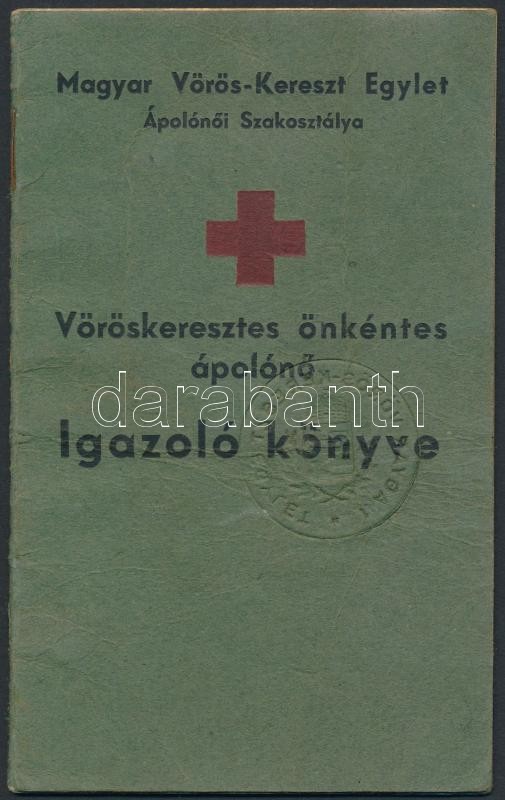 Magyar Vörös-Kereszt Egylet
Ápolónői Szakosztálya
Vöröskeresztes önkéntes
ápolónő
darabanth
Igazoló könyve